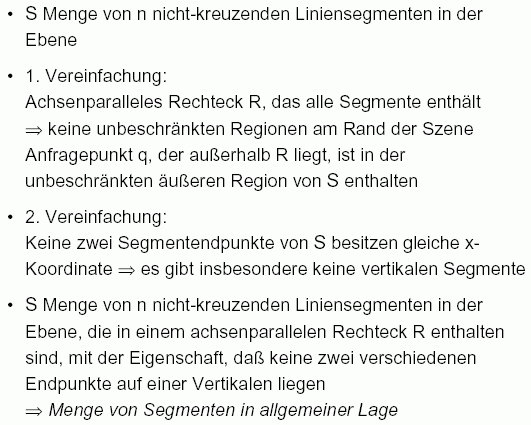 • S Menge von n nicht-kreuzenden Liniensegmenten in der
Ebene
• 1. Vereinfachung:
Achsenparalleles Rechteck R, das alle Segmente enthält
⇒ keine unbeschränkten Regionen am Rand der Szene
Anfragepunkt q, der außerhalb R liegt, ist in der
unbeschränkten äußeren Region von S enthalten
• 2. Vereinfachung:
Keine zwei Segmentendpunkte von S besitzen gleiche x-
Koordinate ⇒ es gibt insbesondere keine vertikalen Segmente
• S Menge von n nicht-kreuzenden Liniensegmenten in der
Ebene, die in einem achsenparallelen Rechteck R enthalten
sind, mit der Eigenschaft, daß keine zwei verschiedenen
Endpunkte auf einer Vertikalen liegen
⇒ Menge von Segmenten in allgemeiner Lage